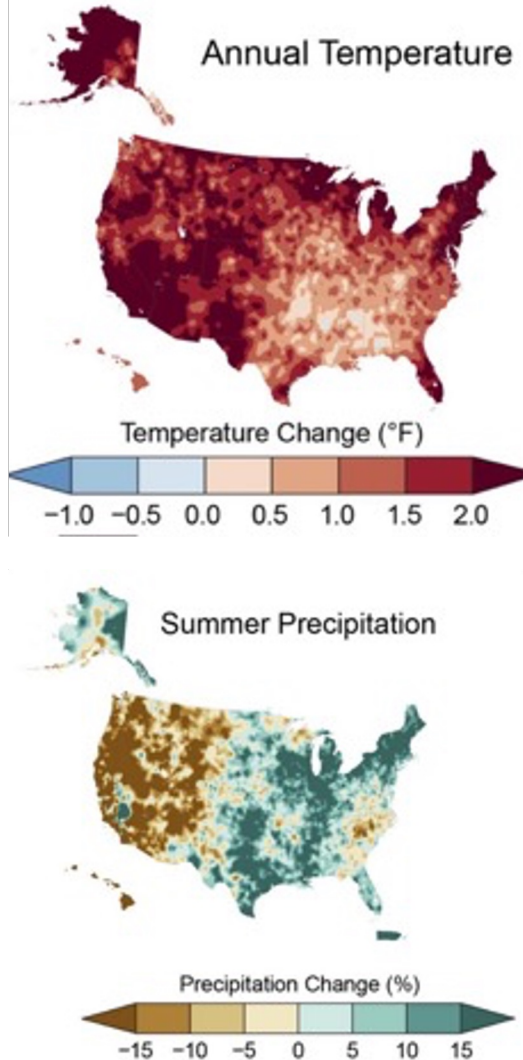 Annual Temperature
Temperature Change (°F)
−1.0 −0.5 0.0 0.5 1.0 1.5 2.0
Summer Precipitation
Precipitation Change (%)
−15 −10 −5 0 5 10 15